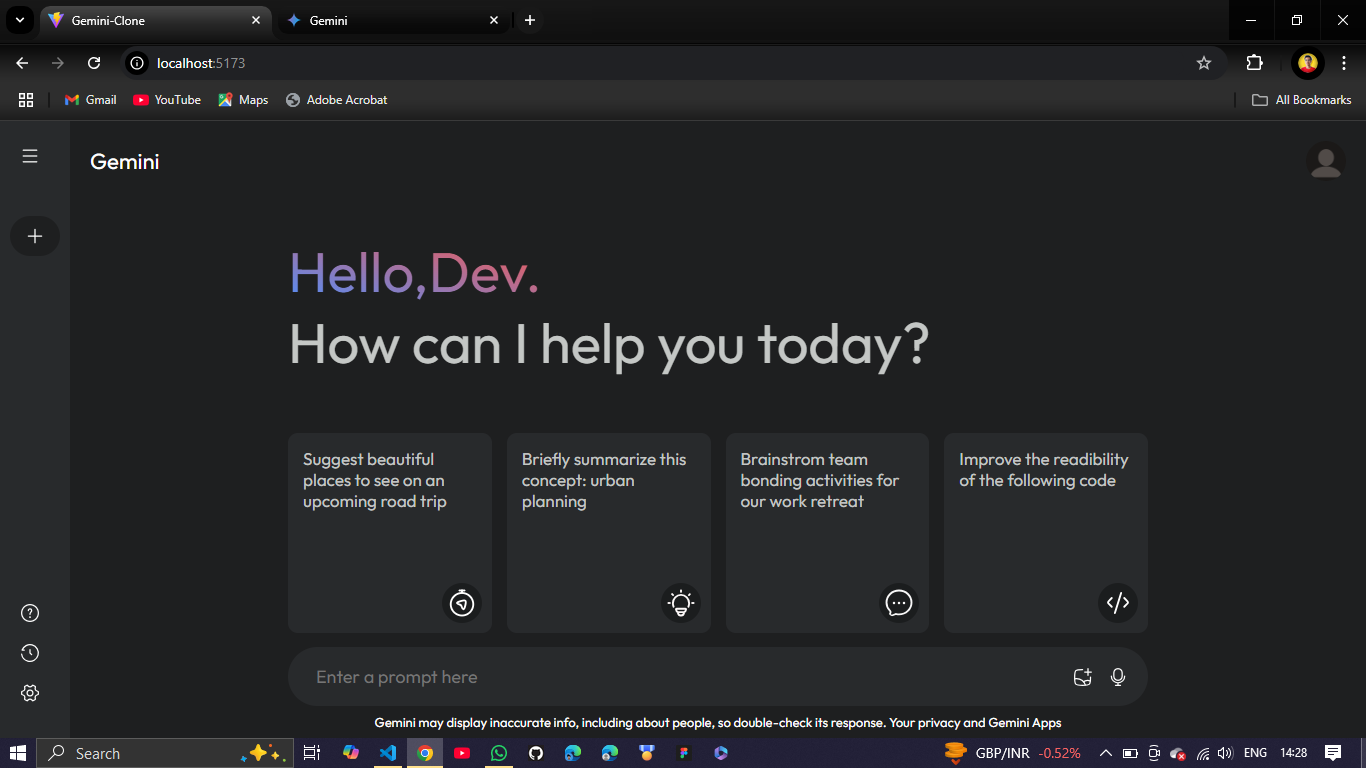 Gemini-Clone
Gemini
localhost:5173
Gmail
YouTube
Maps
Adobe Acrobat
All Bookmarks
Gemini
Hello,Dev.
How can I help you today?
Suggest beautiful
places to see on an
upcoming road trip
Briefly summarize this
concept: urban
planning
Brainstrom team
bonding activities for
our work retreat
Improve the readibility
of the following code
Enter a prompt here
Gemini may display inaccurate info, including about people, so double-check its response. Your privacy and Gemini Apps
Search
GBP/INR -0.52%
ENG
14:28